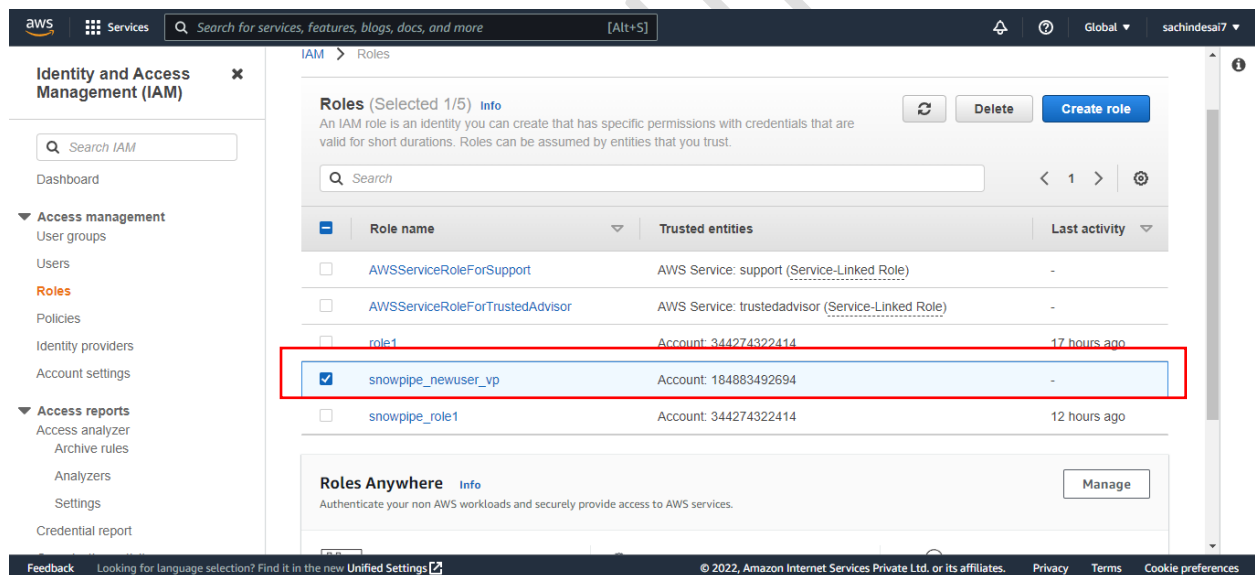 aws Services Search for services, features, blogs, docs, and more [Alt+S] Global ▼ sachindesai7 ▼
Identity and Access Management (IAM)
Search IAM
Dashboard
Access management
User groups
Users
Roles
Policies
Identity providers
Account settings
Access reports
Access analyzer
Archive rules
Analyzers
Settings
Credential report
IAM > Roles
Roles (Selected 1/5) Info
An IAM role is an identity you can create that has specific permissions with credentials that are
valid for short durations. Roles can be assumed by entities that you trust.
Delete
Create role
Search
< 1 >
Role name Trusted entities Last activity
AWSServiceRoleForSupport AWS Service: support (Service-Linked Role) -
AWSServiceRoleForTrustedAdvisor AWS Service: trustedadvisor (Service-Linked Role) -
role1 Account: 344274322414 17 hours ago
snowpipe_newuser_vp Account: 184883492694 -
snowpipe_role1 Account: 344274322414 12 hours ago
Roles Anywhere Info
Authenticate your non AWS workloads and securely provide access to AWS services.
Manage
Feedback Looking for language selection? Find it in the new Unified Settings © 2022, Amazon Internet Services Private Ltd. or its affiliates. Privacy Terms Cookie preferences